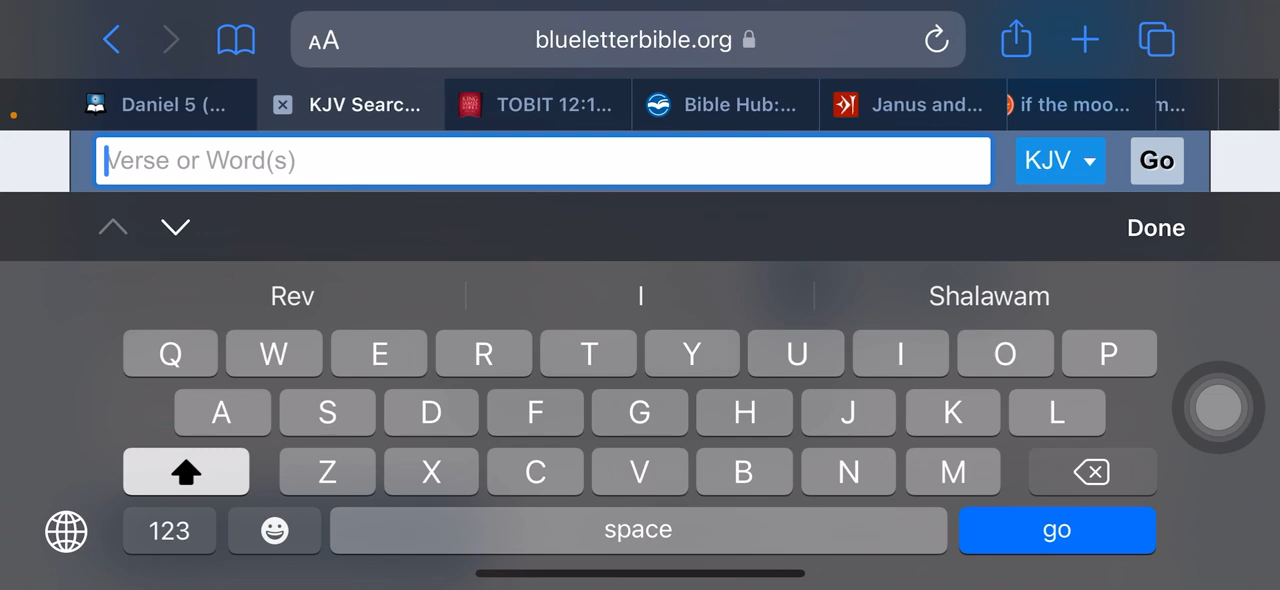 AA blueletterbible.org
Daniel 5 (... KJV Searc... TOBIT 12:1... Bible Hub:... Janus and... if the moo... m...
Verse or Word(s) KJV Go
Done
Rev I Shalawam
Q W E R T Y U I O P
A S D F G H J K L
Z X C V B N M
123 space go